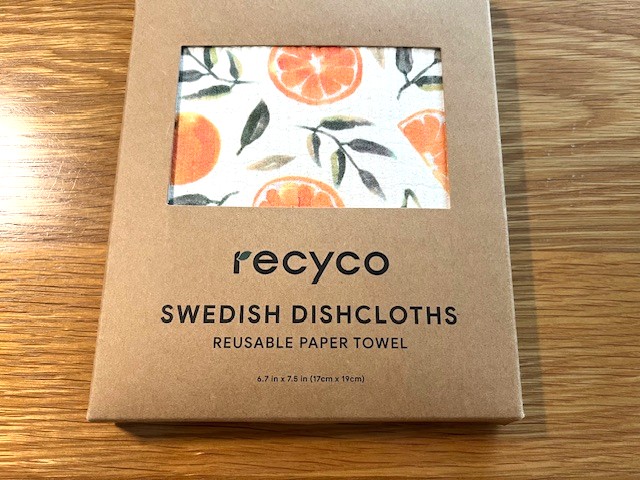 recyco
SWEDISH DISHCLOTHS
REUSABLE PAPER TOWEL
6.7 in x 7.5 in (17cm x 19cm)